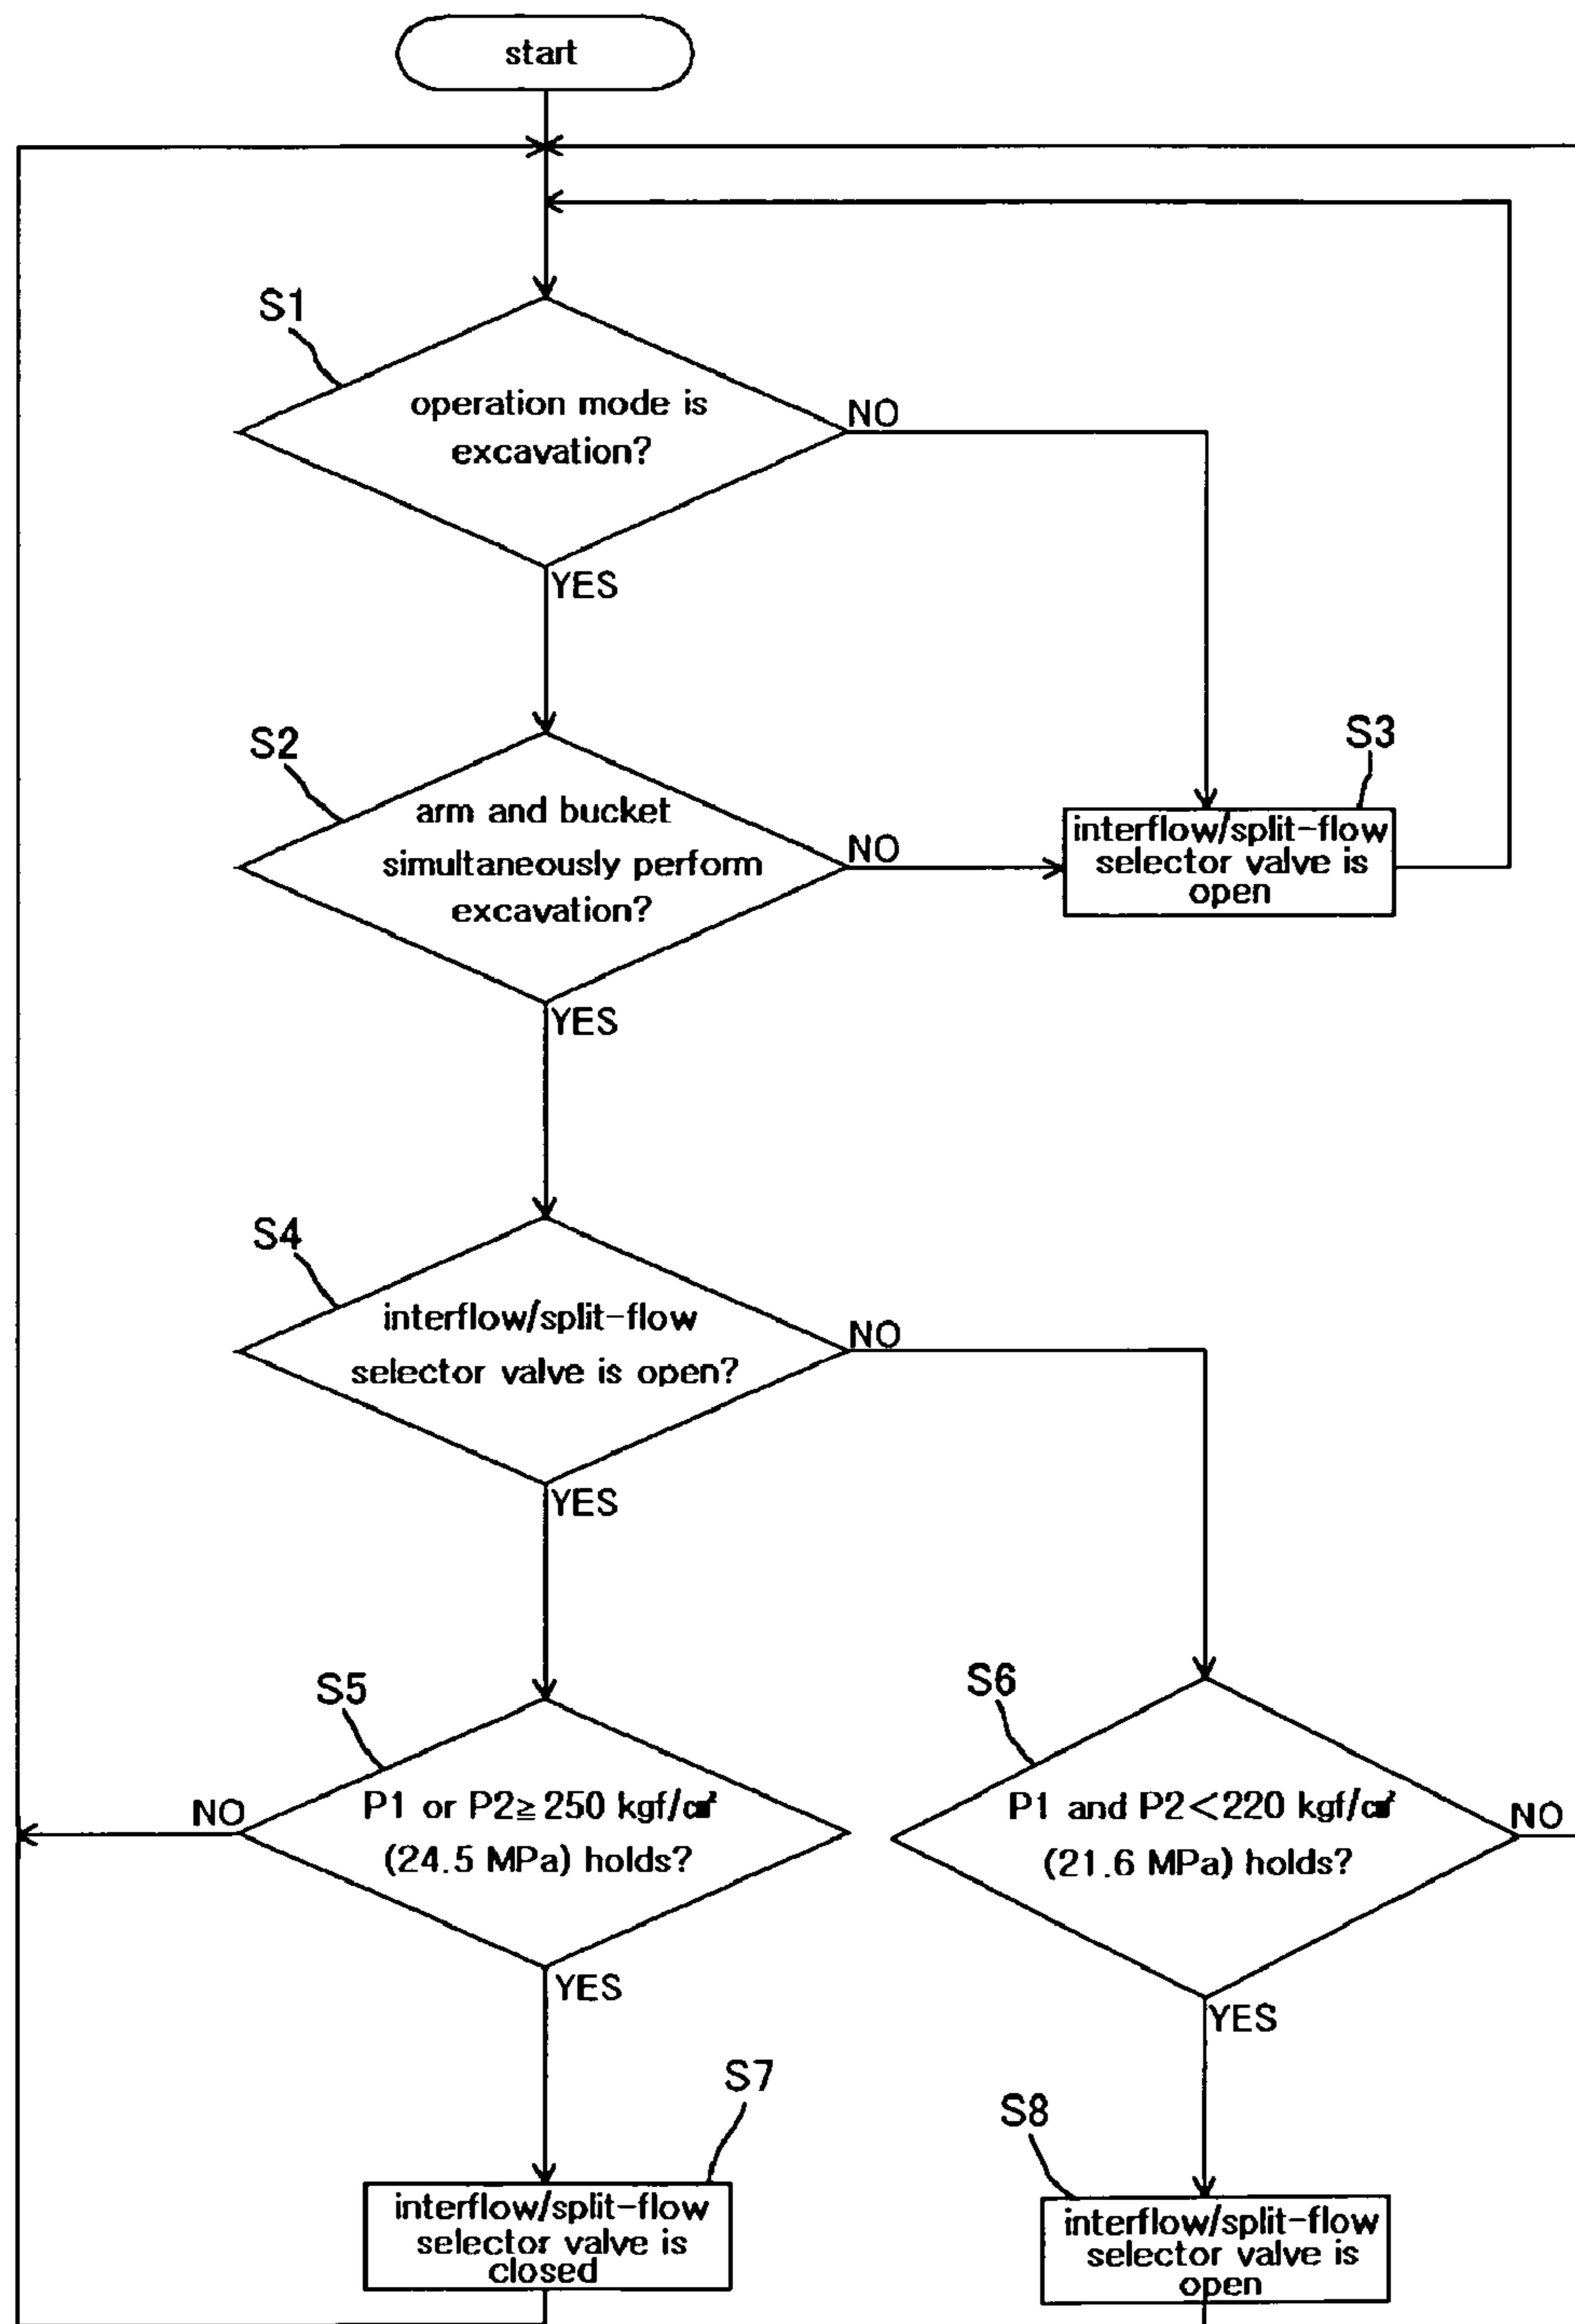 start
S1
operation mode is
excavation?
NO
YES
S2
arm and bucket
simultaneously perform
excavation?
NO
YES
S3
interflow/split-flow
selector valve is
open
S4
interflow/split-flow
selector valve is open?
NO
YES
S5
P1 or P2≧250 kgf/㎠
(24.5 MPa) holds?
NO
YES
S6
P1 and P2<220 kgf/㎠
(21.6 MPa) holds?
NO
YES
S7
interflow/split-flow
selector valve is
closed
S8
interflow/split-flow
selector valve is
open